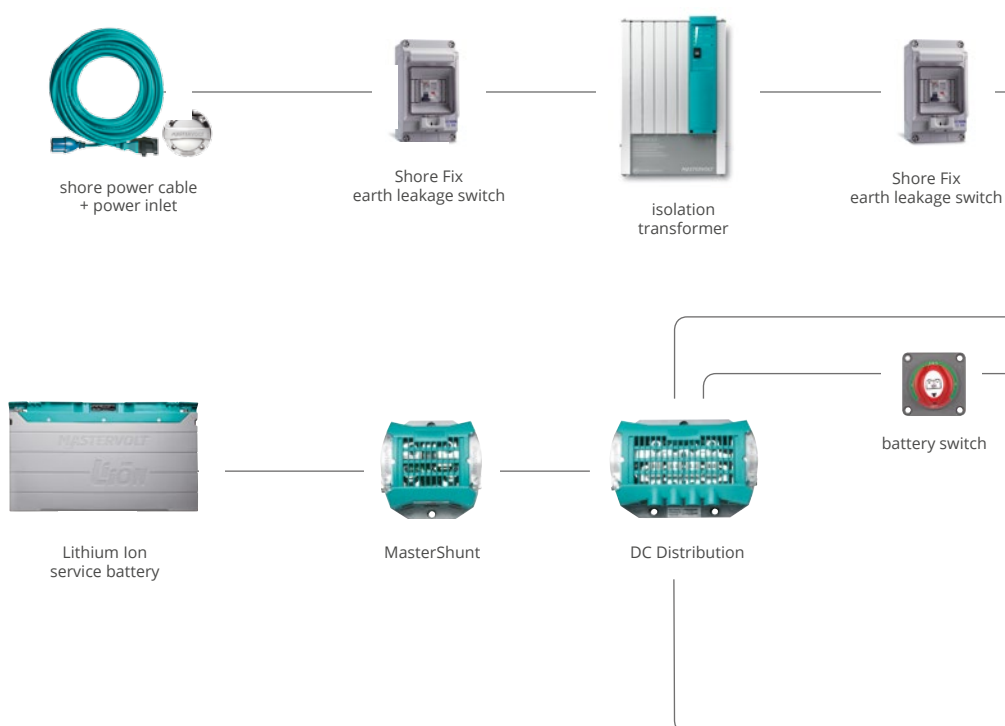 shore power cable
+ power inlet
Shore Fix
earth leakage switch
isolation
transformer
Shore Fix
earth leakage switch
MASTERVOLT
battery switch
Lithium Ion
service battery
MasterShunt
DC Distribution